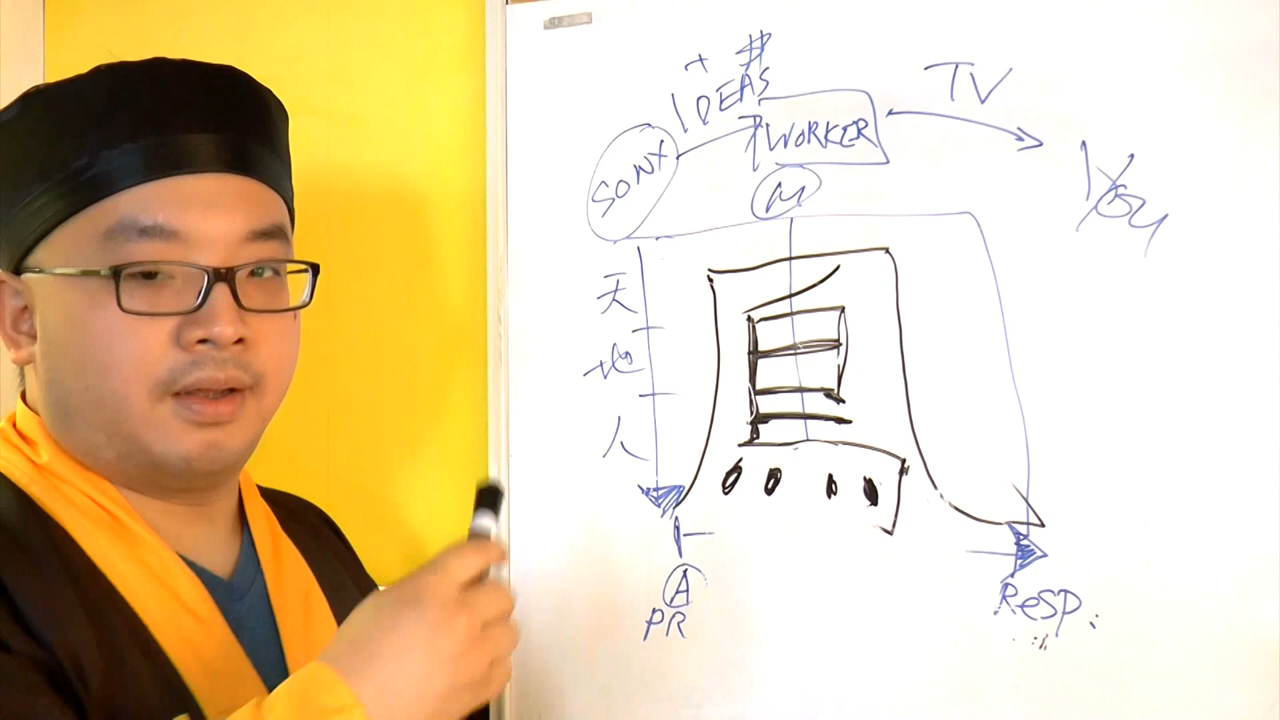 + #
IDEAS
SONY
WORKER
TV
You
M
天
地
人
A
PR
RESP.